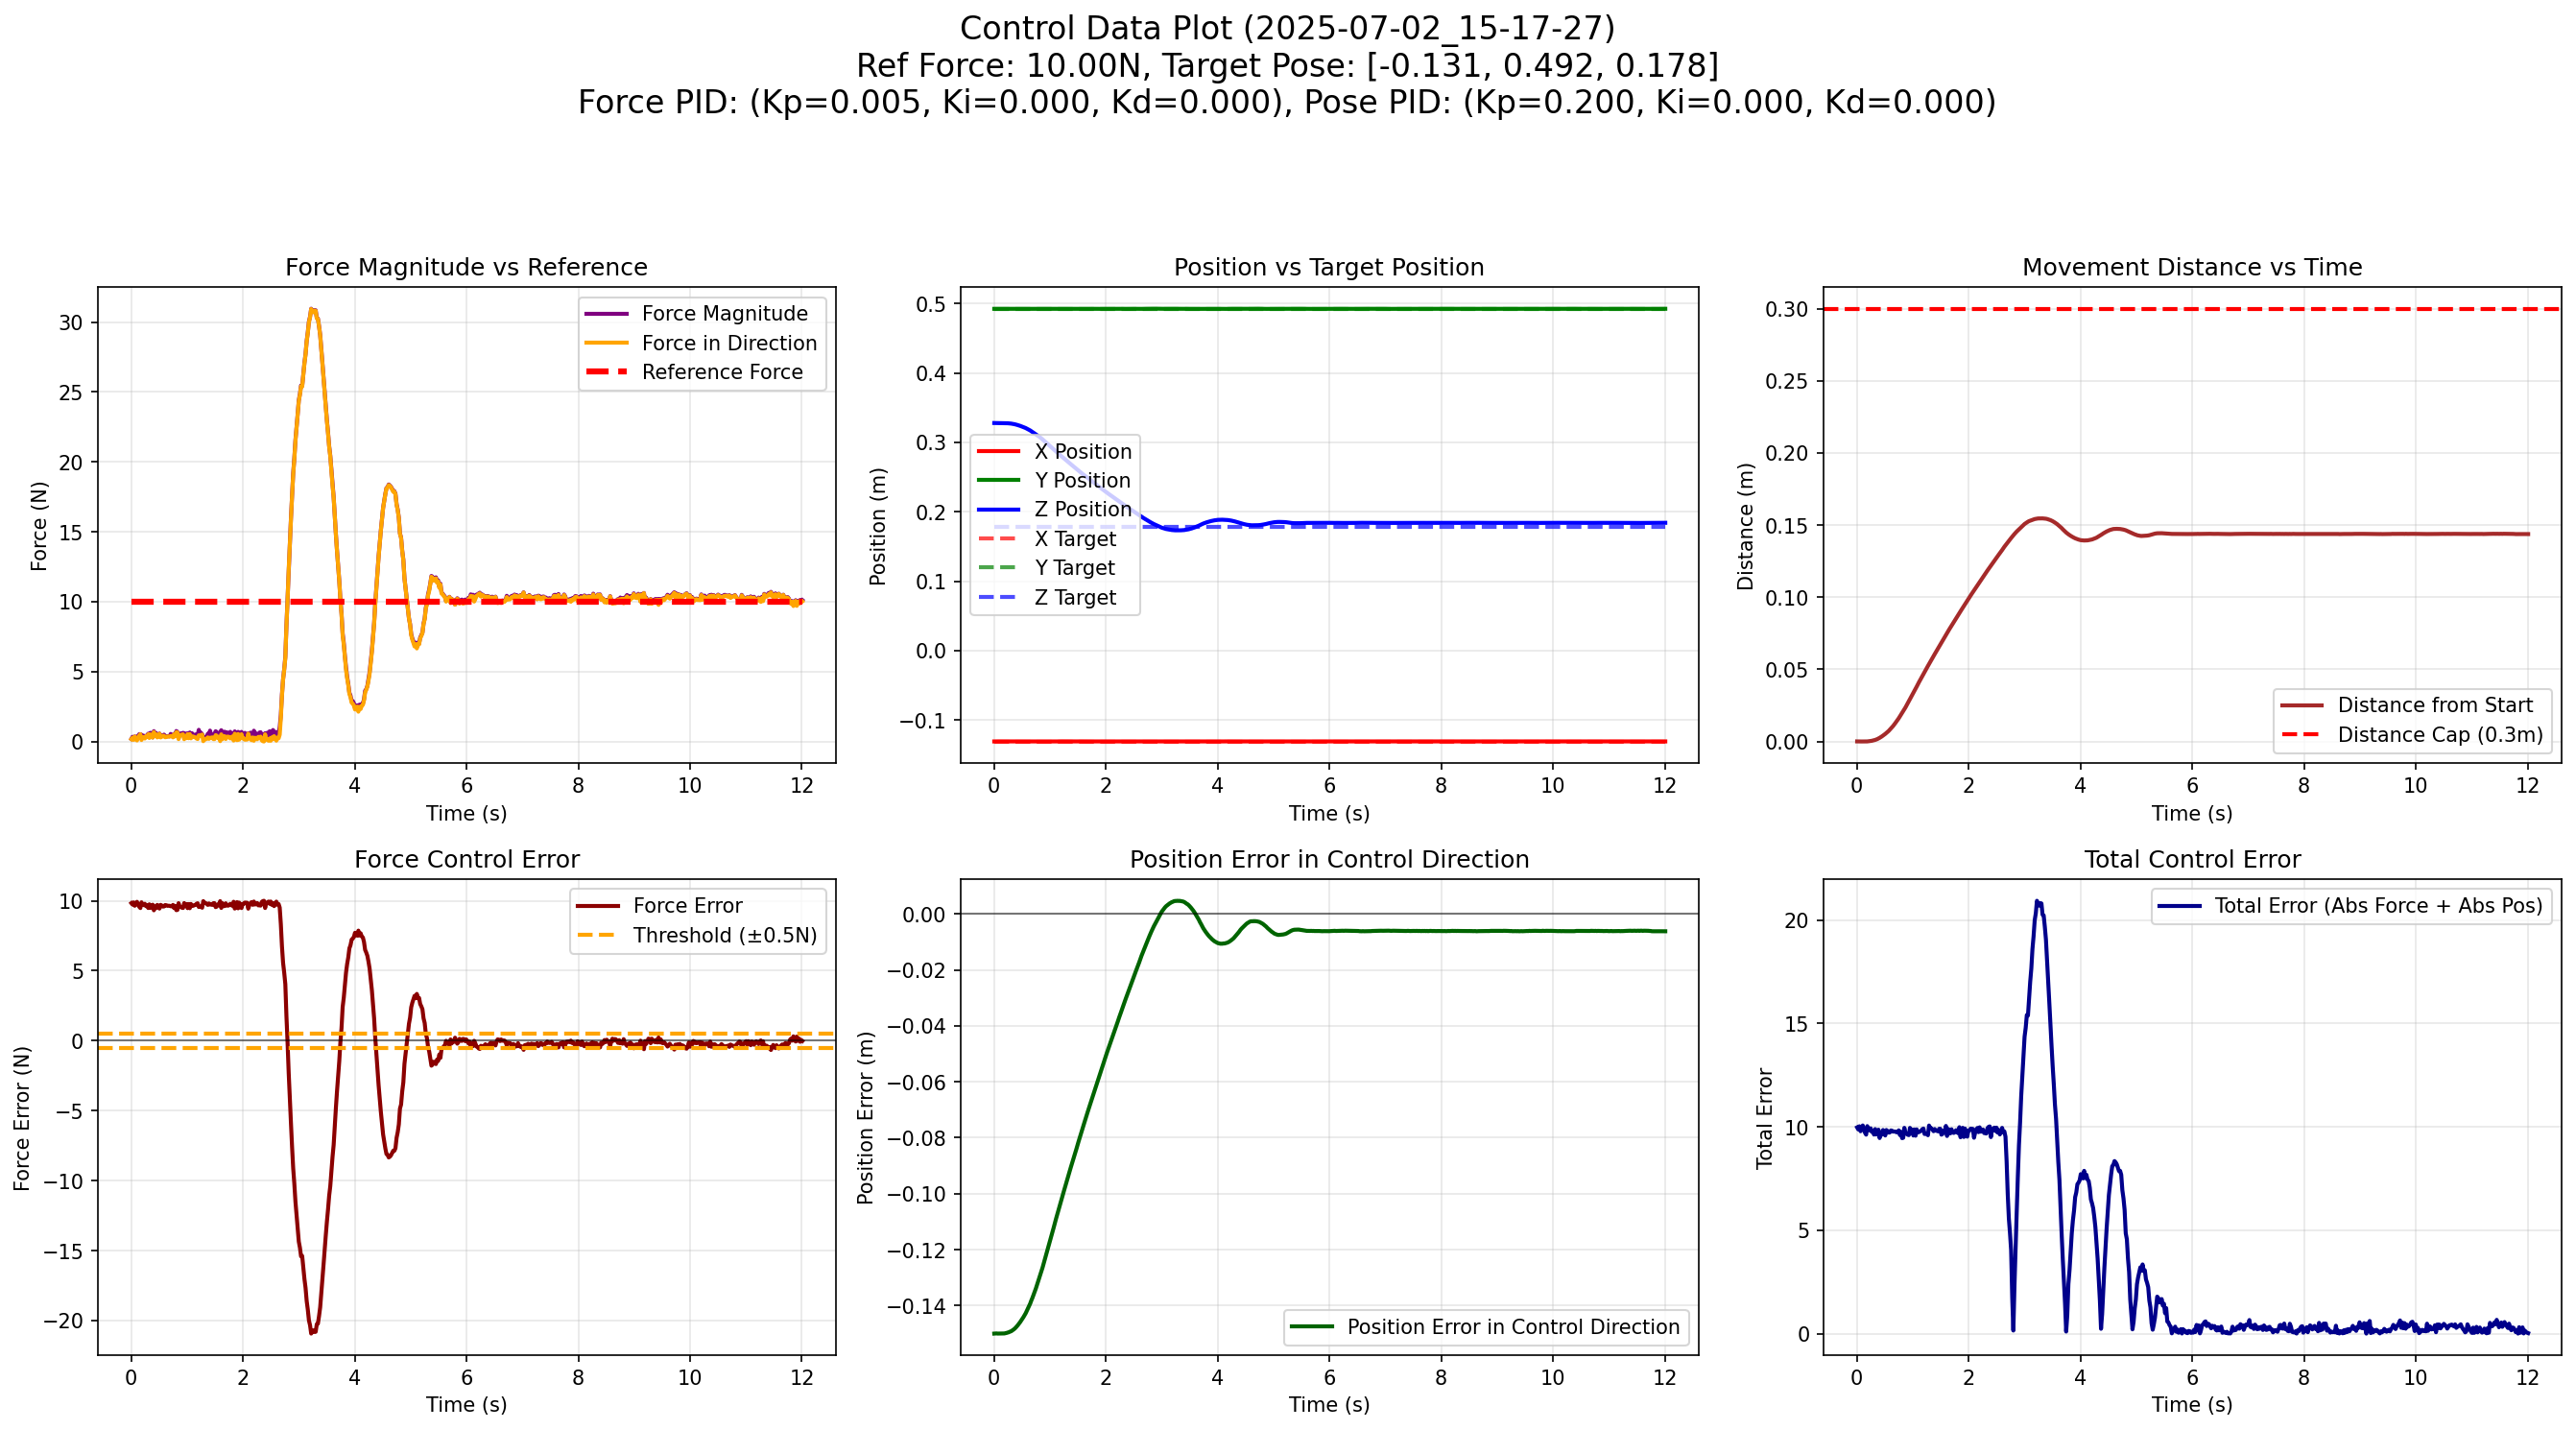 Control Data Plot (2025-07-02_15-17-27)
Ref Force: 10.00N, Target Pose: [-0.131, 0.492, 0.178]
Force PID: (Kp=0.005, Ki=0.000, Kd=0.000), Pose PID: (Kp=0.200, Ki=0.000, Kd=0.000)
Force Magnitude vs Reference
Force (N)
30
25
20
15
10
5
0
Force Magnitude
Force in Direction
Reference Force
0 2 4 6 8 10 12
Time (s)
Position vs Target Position
Position (m)
0.5
0.4
0.3
0.2
0.1
0.0
−0.1
X Position
Y Position
Z Position
X Target
Y Target
Z Target
0 2 4 6 8 10 12
Time (s)
Movement Distance vs Time
Distance (m)
0.30
0.25
0.20
0.15
0.10
0.05
0.00
Distance from Start
Distance Cap (0.3m)
0 2 4 6 8 10 12
Time (s)
Force Control Error
Force Error (N)
10
5
0
−5
−10
−15
−20
Force Error
Threshold (±0.5N)
0 2 4 6 8 10 12
Time (s)
Position Error in Control Direction
Position Error (m)
0.00
−0.02
−0.04
−0.06
−0.08
−0.10
−0.12
−0.14
Position Error in Control Direction
0 2 4 6 8 10 12
Time (s)
Total Control Error
Total Error
20
15
10
5
0
Total Error (Abs Force + Abs Pos)
0 2 4 6 8 10 12
Time (s)